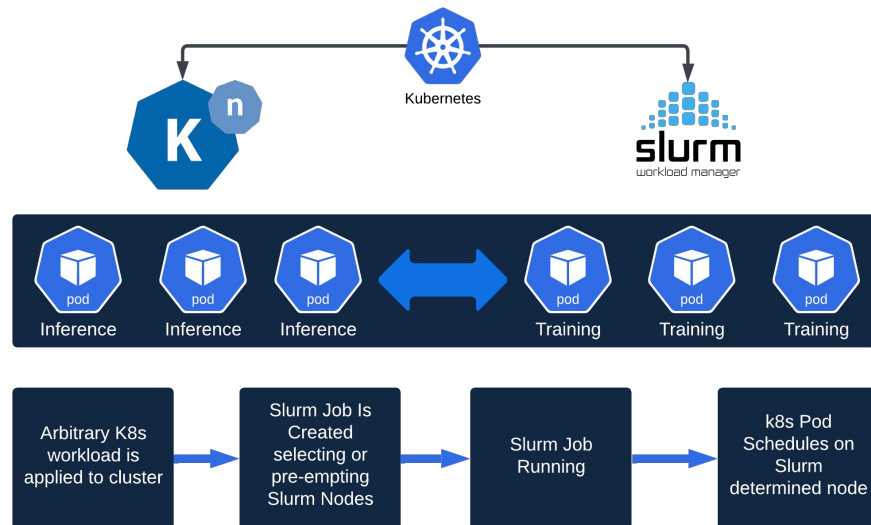 Kubernetes
K
n
slurm
workload manager
pod
pod
pod
pod
pod
pod
Inference
Inference
Inference
Training
Training
Training
Arbitrary K8s
workload is
applied to cluster
Slurm Job Is
Created
selecting or
pre-empting
Slurm Nodes
Slurm Job
Running
k8s Pod
Schedules on
Slurm
determined node